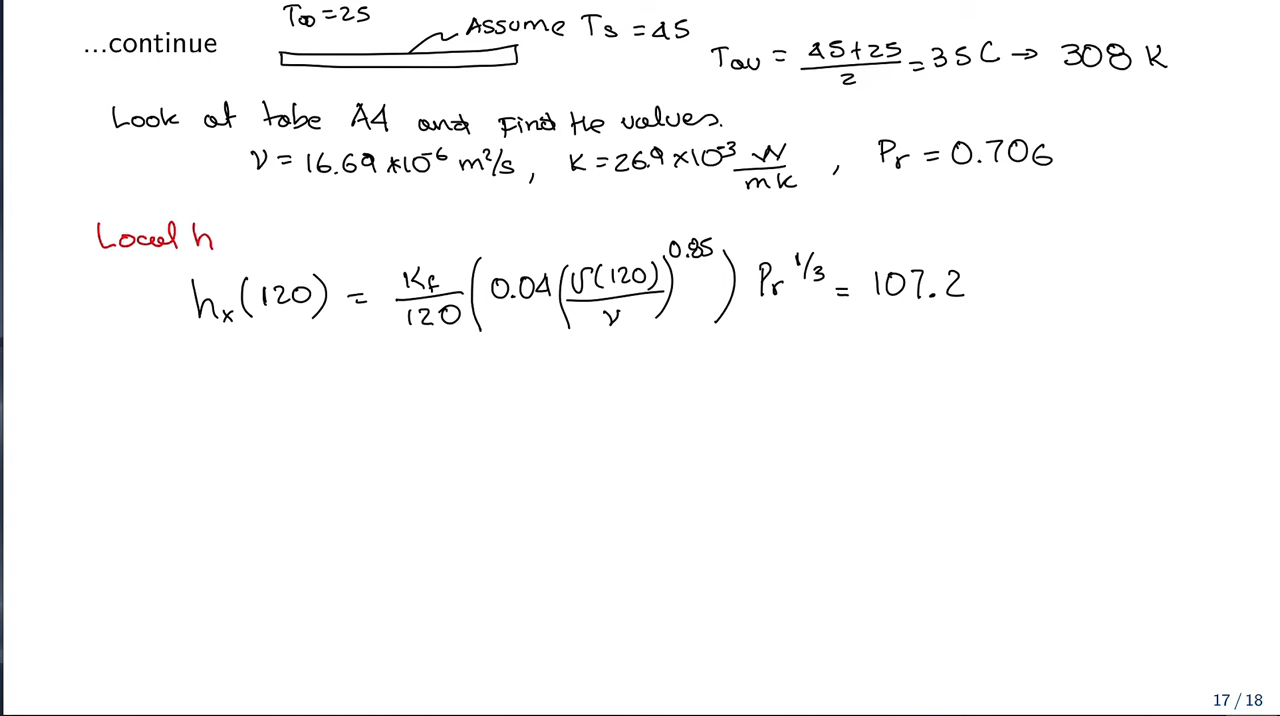 T∞ = 25
Assume Ts = 45
...continue
Tav = (45+25)/2 = 35 C → 308 K
Look at tabe A4 and Find the values.
ν = 16.69 *10^-6 m²/s , K = 26.9 ×10^-3 W/mk , Pr = 0.706
Local h
hx(120) = Kf/120 (0.04 (V(120)/ν)^0.85) Pr^1/3 = 107.2
17 / 18